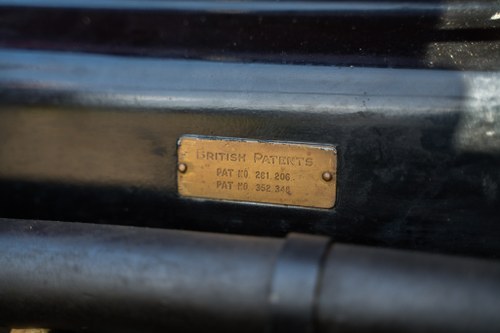 BRITISH PATENTS
PAT NO 281 206
PAT NO 352 348